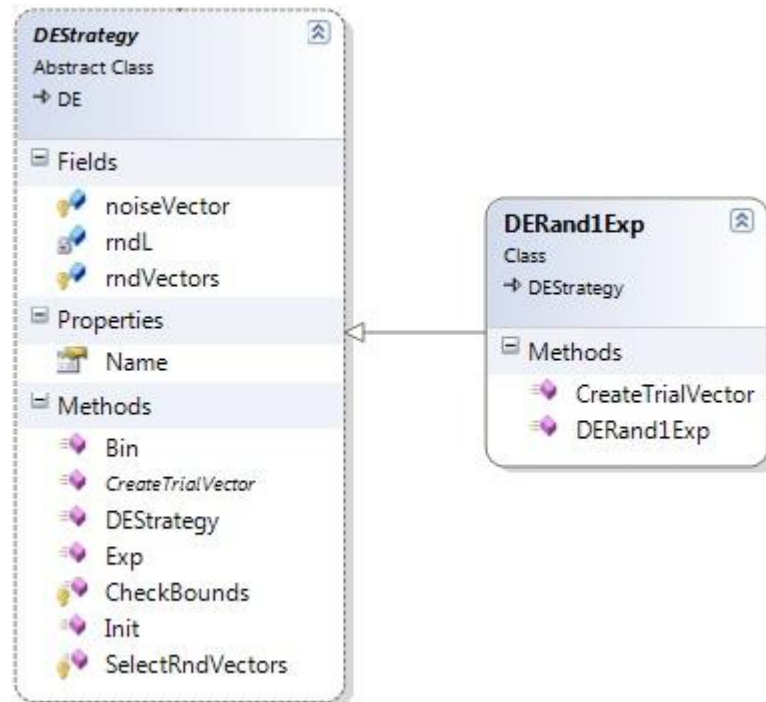 DEStrategy
Abstract Class
DE
Fields
noiseVector
rndL
rndVectors
Properties
Name
Methods
Bin
CreateTrialVector
DEStrategy
Exp
CheckBounds
Init
SelectRndVectors
DERand1Exp
Class
DEStrategy
Methods
CreateTrialVector
DERand1Exp